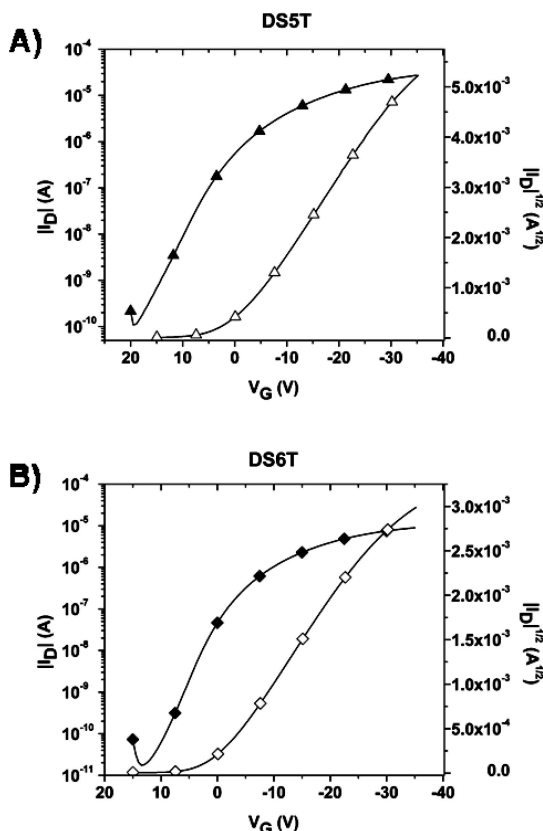 DS5T
A)
10⁻⁴
10⁻⁵
10⁻⁶
10⁻⁷
10⁻⁸
10⁻⁹
10⁻¹⁰
|I_D| (A)
5.0x10⁻³
4.0x10⁻³
3.0x10⁻³
2.0x10⁻³
1.0x10⁻³
0.0
|I_D|^1/2 (A^1/2)
20 10 0 -10 -20 -30 -40
V_G (V)
DS6T
B)
10⁻⁴
10⁻⁵
10⁻⁶
10⁻⁷
10⁻⁸
10⁻⁹
10⁻¹⁰
10⁻¹¹
|I_D| (A)
3.0x10⁻³
2.5x10⁻³
2.0x10⁻³
1.5x10⁻³
1.0x10⁻³
5.0x10⁻⁴
0.0
|I_D|^1/2 (A^1/2)
20 10 0 -10 -20 -30 -40
V_G (V)